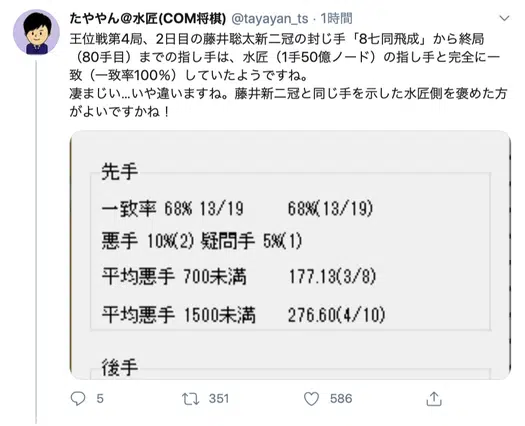 たややん@水匠(COM将棋) @tayayan_ts · 1時間
王位戦第4局、2日目の藤井聡太新二冠の封じ手「8七同飛成」から終局
（80手目）までの指し手は、水匠（1手50億ノード）の指し手と完全に一
致（一致率100%）していたようですね。
凄まじい...いや違いますね。藤井新二冠と同じ手を示した水匠側を褒めた方
がよいですかね！
先手
一致率 68% 13/19 68%(13/19)
悪手 10%(2) 疑問手 5%(1)
平均悪手 700未満 177.13(3/8)
平均悪手 1500未満 276.60(4/10)
後手
5 351 586